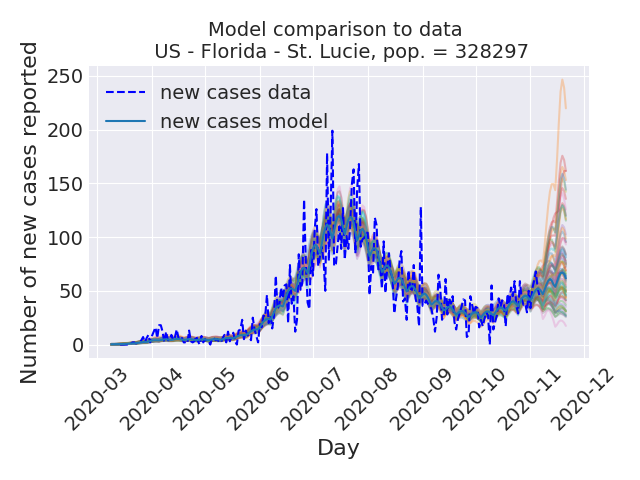 Model comparison to data
US - Florida - St. Lucie, pop. = 328297
Number of new cases reported
250
200
150
100
50
0
new cases data
new cases model
2020-03
2020-04
2020-05
2020-06
2020-07
2020-08
2020-09
2020-10
2020-11
2020-12
Day